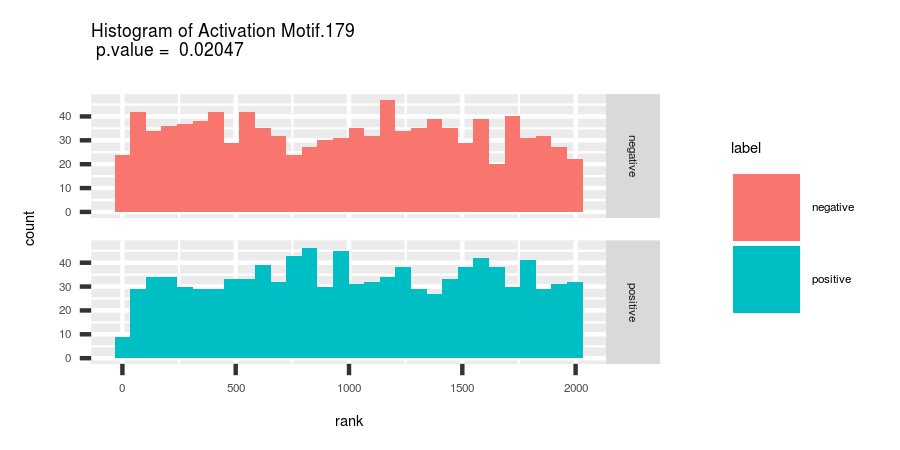 Histogram of Activation Motif.179
p.value = 0.02047
count
40
30
20
10
0
negative
40
30
20
10
0
positive
0 500 1000 1500 2000
rank
label
negative
positive